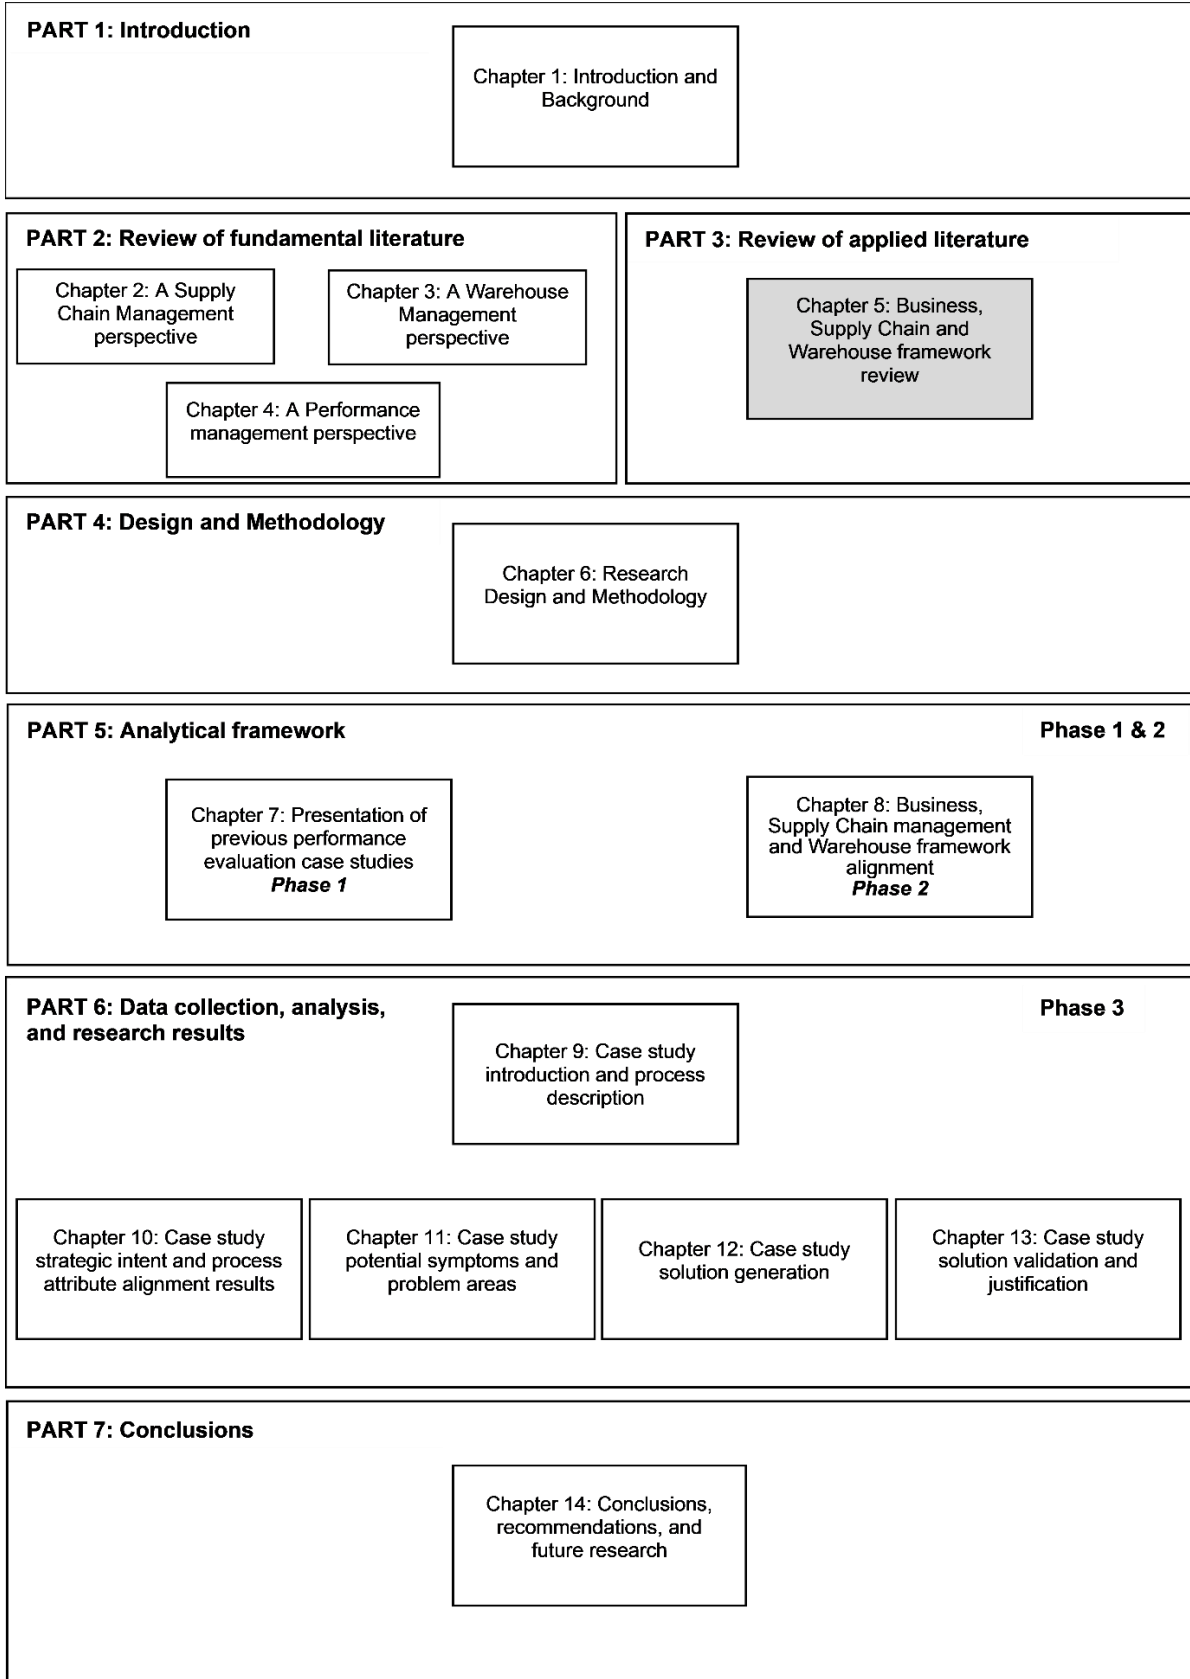 PART 1: Introduction
Chapter 1: Introduction and
Background
PART 2: Review of fundamental literature
Chapter 2: A Supply
Chain Management
perspective
Chapter 3: A Warehouse
Management
perspective
Chapter 4: A Performance
management perspective
PART 3: Review of applied literature
Chapter 5: Business,
Supply Chain and
Warehouse framework
review
PART 4: Design and Methodology
Chapter 6: Research
Design and Methodology
PART 5: Analytical framework
Phase 1 & 2
Chapter 7: Presentation of
previous performance
evaluation case studies
Phase 1
Chapter 8: Business,
Supply Chain management
and Warehouse framework
alignment
Phase 2
PART 6: Data collection, analysis,
and research results
Phase 3
Chapter 9: Case study
introduction and process
description
Chapter 10: Case study
strategic intent and process
attribute alignment results
Chapter 11: Case study
potential symptoms and
problem areas
Chapter 12: Case study
solution generation
Chapter 13: Case study
solution validation and
justification
PART 7: Conclusions
Chapter 14: Conclusions,
recommendations, and
future research